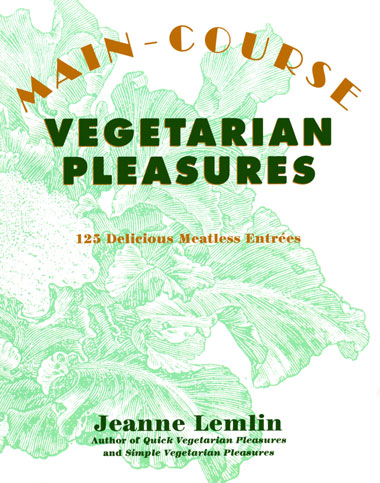 MAIN-COURSE
VEGETARIAN
PLEASURES
125 Delicious Meatless Entrées
Jeanne Lemlin
Author of Quick Vegetarian Pleasures
and Simple Vegetarian Pleasures